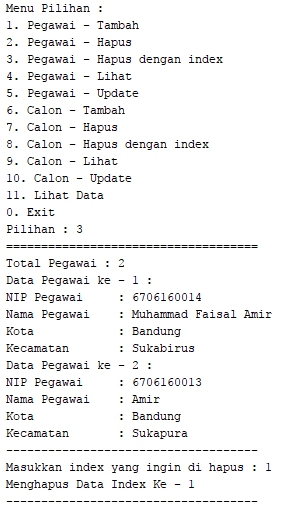 Menu Pilihan :
1. Pegawai - Tambah
2. Pegawai - Hapus
3. Pegawai - Hapus dengan index
4. Pegawai - Lihat
5. Pegawai - Update
6. Calon - Tambah
7. Calon - Hapus
8. Calon - Hapus dengan index
9. Calon - Lihat
10. Calon - Update
11. Lihat Data
0. Exit
Pilihan : 3
====================================
Total Pegawai : 2
Data Pegawai ke - 1 :
NIP Pegawai     : 6706160014
Nama Pegawai    : Muhammad Faisal Amir
Kota            : Bandung
Kecamatan       : Sukabirus
Data Pegawai ke - 2 :
NIP Pegawai     : 6706160013
Nama Pegawai    : Amir
Kota            : Bandung
Kecamatan       : Sukapura
------------------------------------
Masukkan index yang ingin di hapus : 1
Menghapus Data Index Ke - 1
------------------------------------